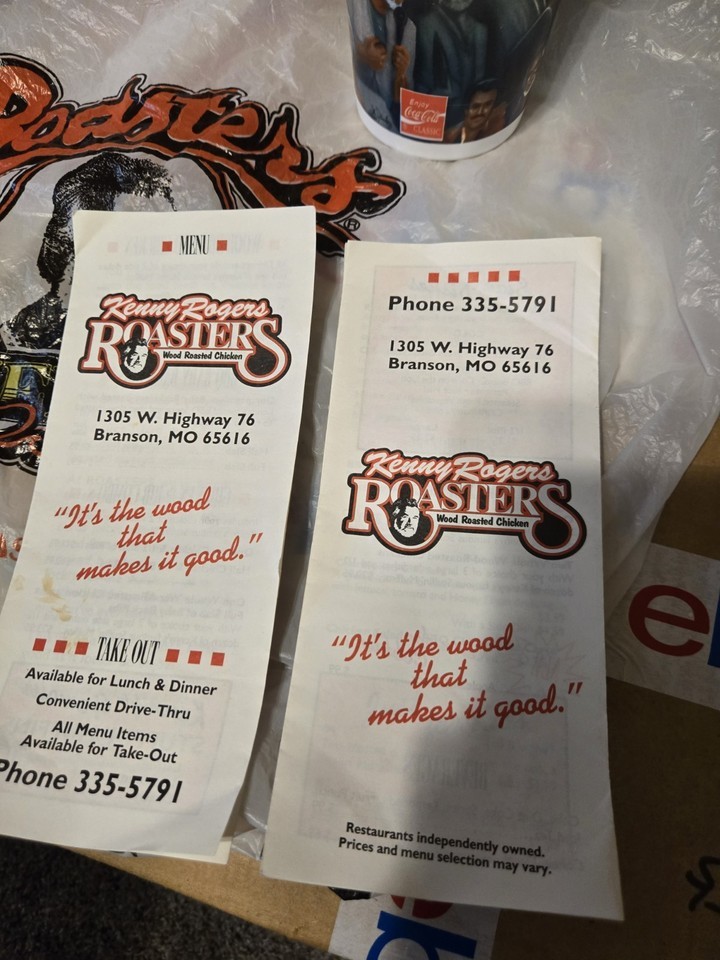 Roasters
®
Enjoy
Coca-Cola
CLASSIC
MENU
Kenny Rogers
ROASTERS
Wood Roasted Chicken
1305 W. Highway 76
Branson, MO 65616
"It's the wood
that
makes it good."
TAKE OUT
Available for Lunch & Dinner
Convenient Drive-Thru
All Menu Items
Available for Take-Out
Phone 335-5791
Phone 335-5791
1305 W. Highway 76
Branson, MO 65616
Kenny Rogers
ROASTERS
Wood Roasted Chicken
"It's the wood
that
makes it good."
Restaurants independently owned.
Prices and menu selection may vary.
e
eb